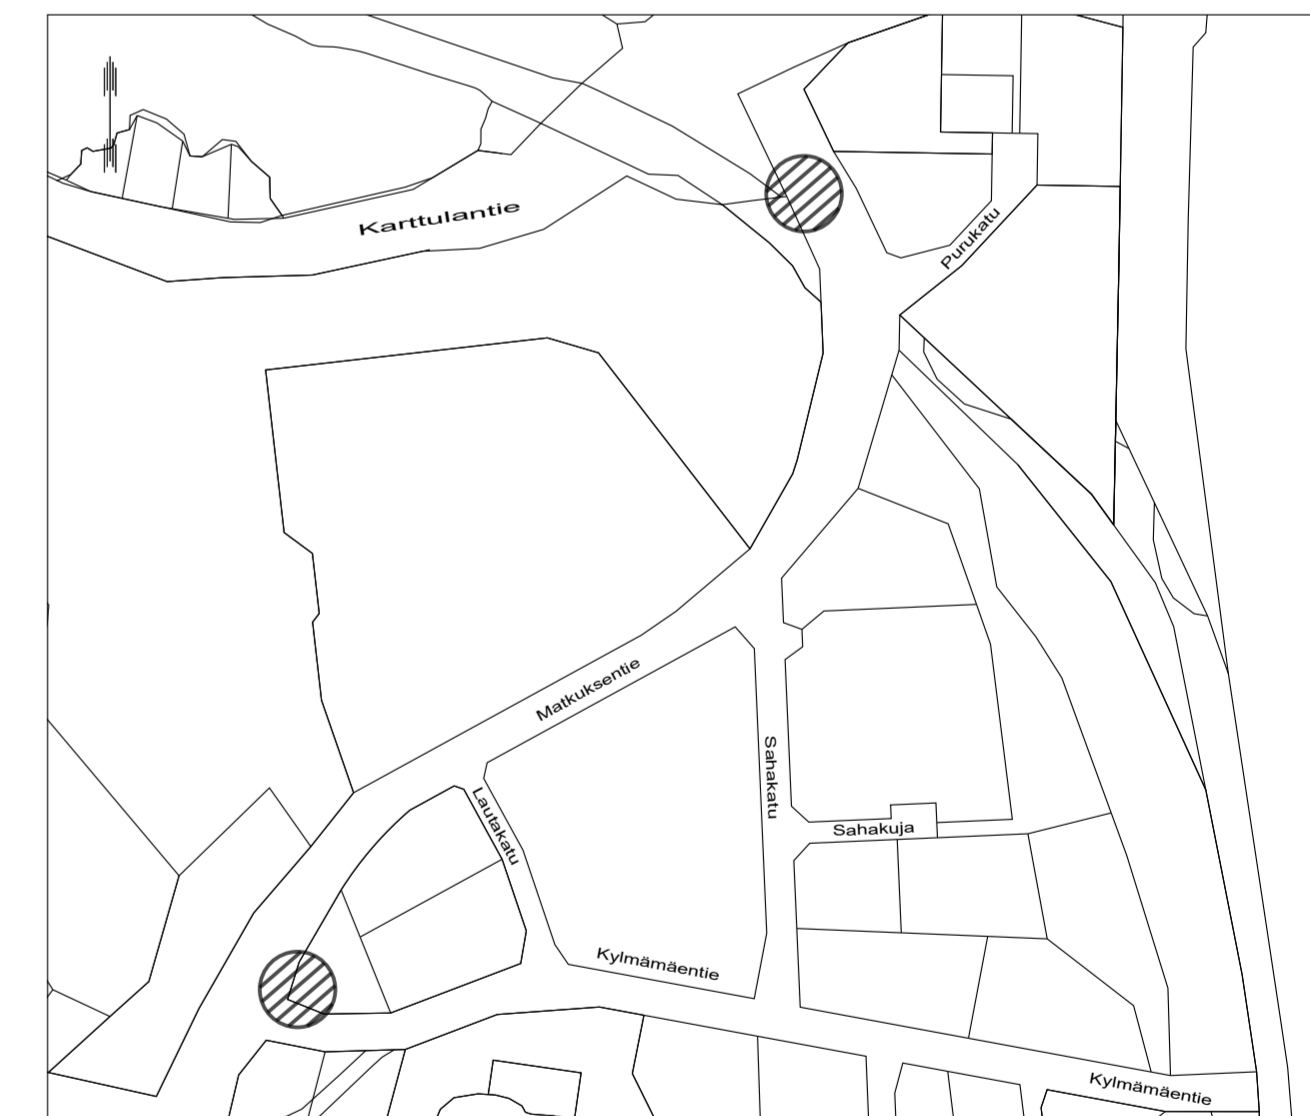 Karttulantie
Purukatu
Matkuksentie
Sahakatu
Lautakatu
Sahakuja
Kylmämäentie
Kylmämäentie